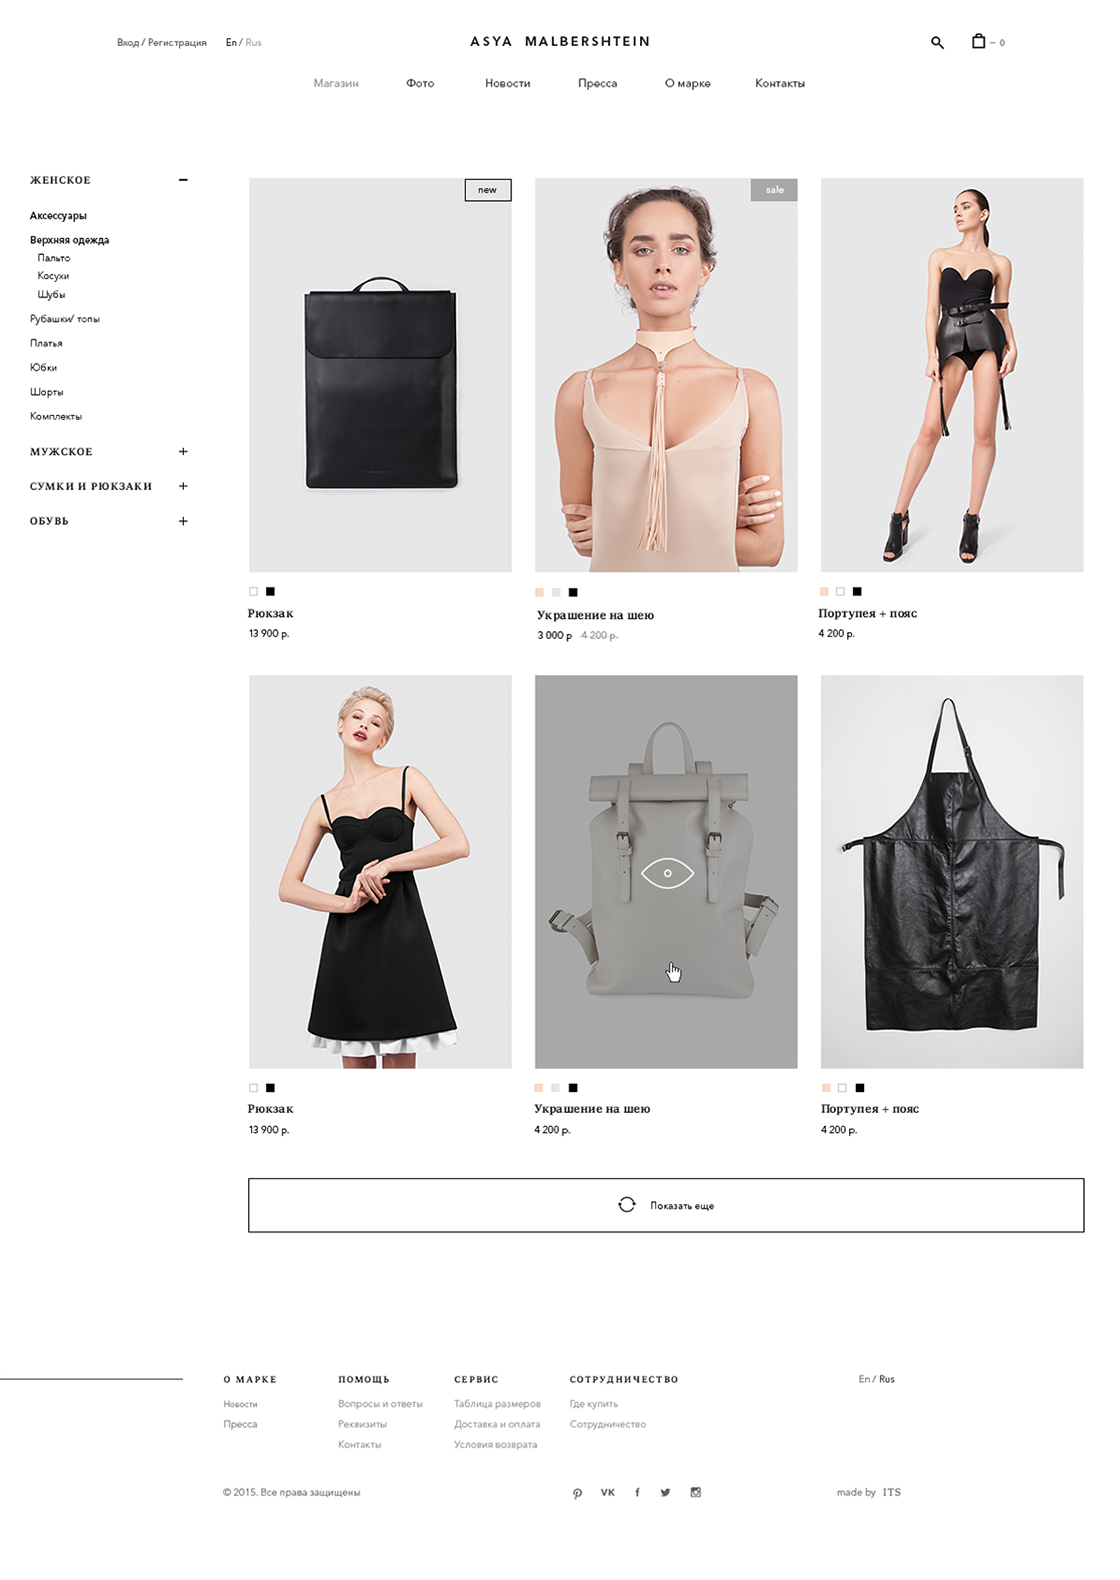 Вход / Регистрация En / Rus ASYA MALBERSHTEIN – 0
Магазин Фото Новости Пресса О марке Контакты
ЖЕНСКОЕ
Аксессуары
Верхняя одежда
Пальто
Косухи
Шубы
Рубашки/ топы
Платья
Юбки
Шорты
Комплекты
МУЖСКОЕ
СУМКИ И РЮКЗАКИ
ОБУВЬ
new
sale
Рюкзак
13 900 р.
Украшение на шею
3 000 р 4 200 р.
Портупея + пояс
4 200 р.
Рюкзак
13 900 р.
Украшение на шею
4 200 р.
Портупея + пояс
4 200 р.
Показать еще
О МАРКЕ
Новости
Пресса
ПОМОЩЬ
Вопросы и ответы
Реквизиты
Контакты
СЕРВИС
Таблица размеров
Доставка и оплата
Условия возврата
СОТРУДНИЧЕСТВО
Где купить
Сотрудничество
En / Rus
© 2015. Все права защищены
VK f
made by ITS